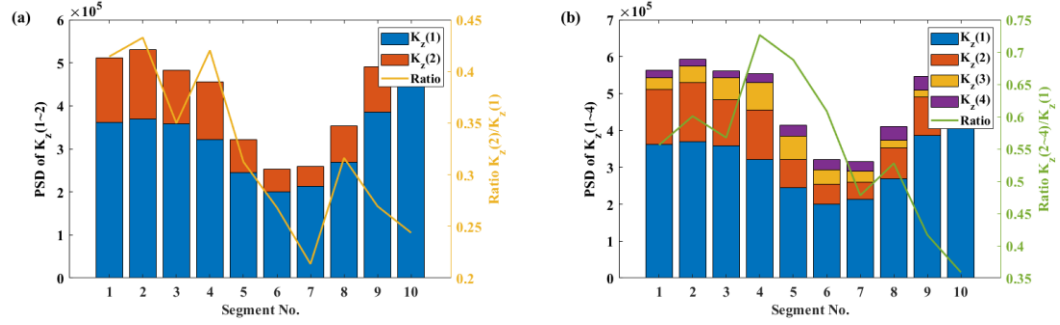 (a)
×10⁵
K_z(1)
K_z(2)
Ratio
PSD of K_z(1~2)
6
5
4
3
2
1
0
0.45
0.4
0.35
0.3
0.25
0.2
Ratio K_z(2)/K_z(1)
1 2 3 4 5 6 7 8 9 10
Segment No.
(b)
×10⁵
K_z(1)
K_z(2)
K_z(3)
K_z(4)
Ratio
PSD of K_z(1~4)
7
6
5
4
3
2
1
0
0.75
0.7
0.65
0.6
0.55
0.5
0.45
0.4
0.35
Ratio K_z(2~4)/K_z(1)
1 2 3 4 5 6 7 8 9 10
Segment No.